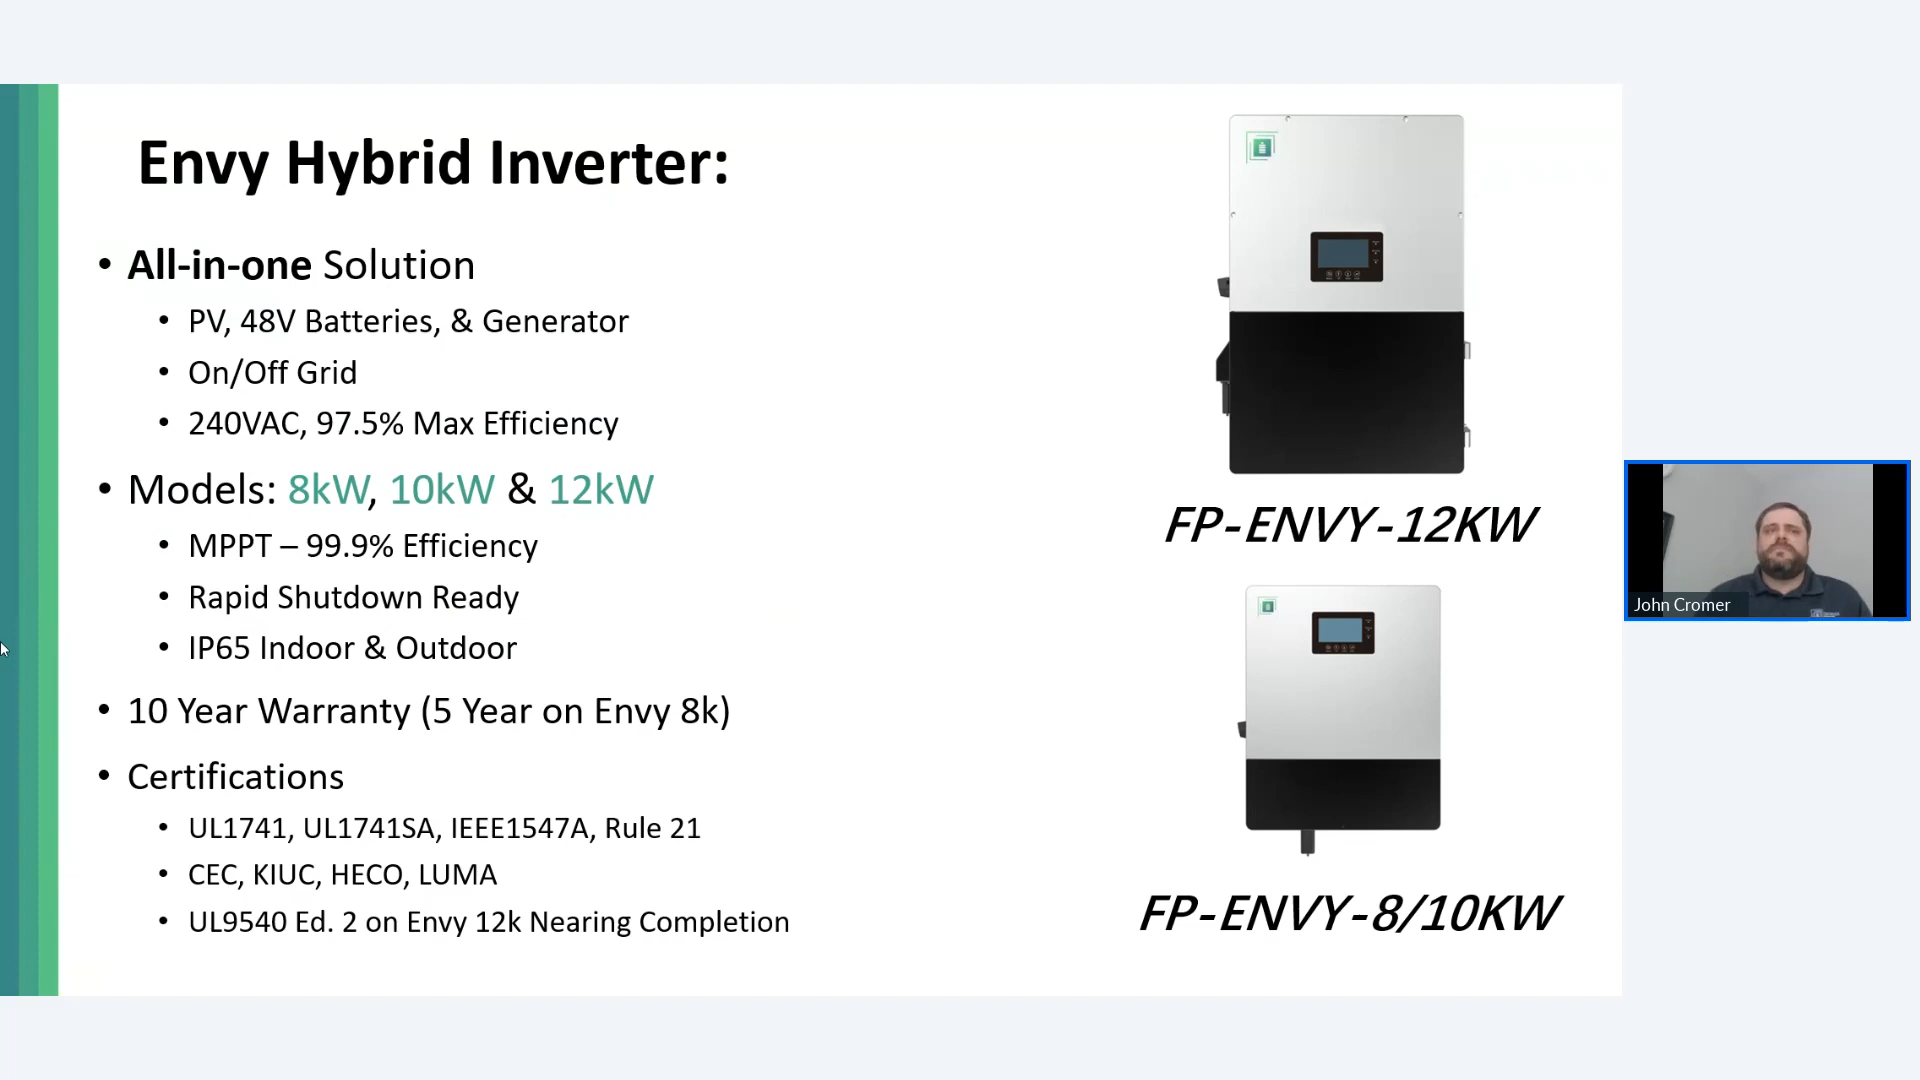 Envy Hybrid Inverter:
• All-in-one Solution
• PV, 48V Batteries, & Generator
• On/Off Grid
• 240VAC, 97.5% Max Efficiency
• Models: 8kW, 10kW & 12kW
• MPPT – 99.9% Efficiency
• Rapid Shutdown Ready
• IP65 Indoor & Outdoor
• 10 Year Warranty (5 Year on Envy 8k)
• Certifications
• UL1741, UL1741SA, IEEE1547A, Rule 21
• CEC, KIUC, HECO, LUMA
• UL9540 Ed. 2 on Envy 12k Nearing Completion
FP-ENVY-12KW
FP-ENVY-8/10KW
John Cromer